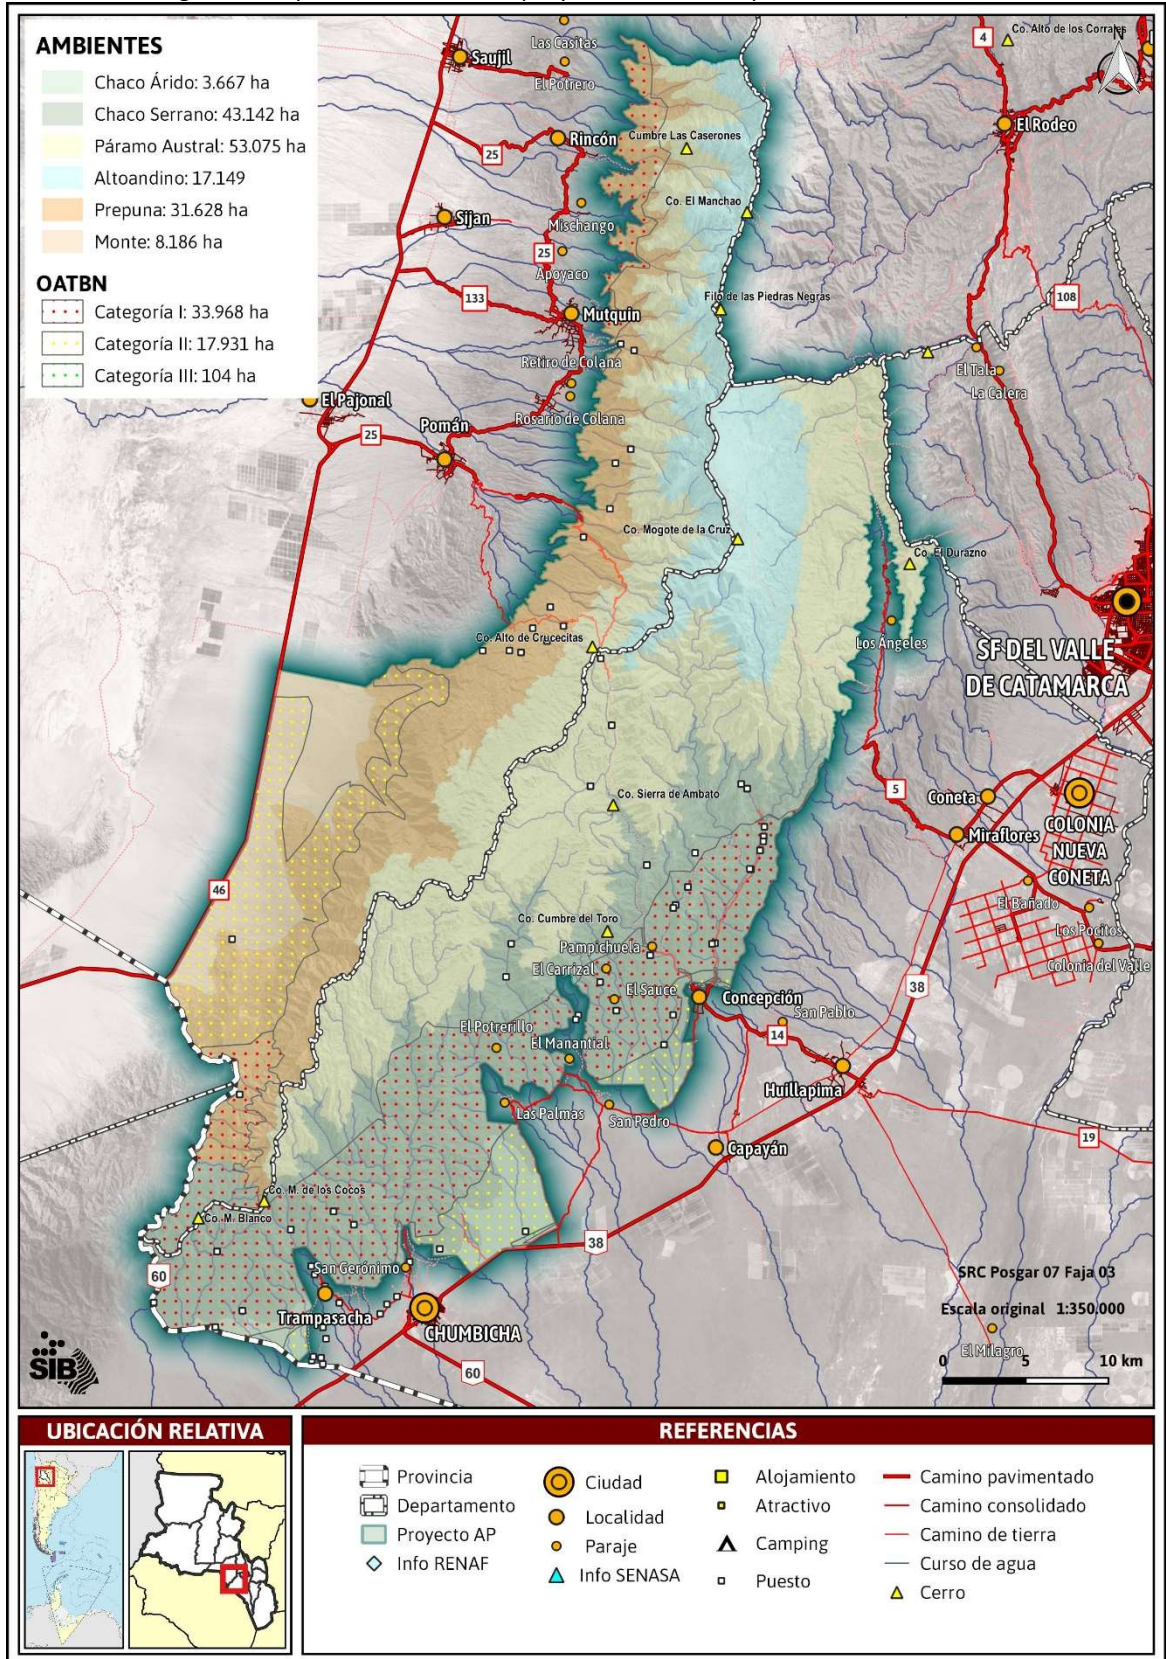 AMBIENTES
Chaco Árido: 3.667 ha
Chaco Serrano: 43.142 ha
Páramo Austral: 53.075 ha
Altoandino: 17.149
Prepuna: 31.628 ha
Monte: 8.186 ha
OATBN
Categoría I: 33.968 ha
Categoría II: 17.931 ha
Categoría III: 104 ha
Saujil
Las Casitas
El Potrero
4
Co. Alto de los Corrales
N
El Rodeo
25
Rincón
Cumbre Las Caserones
Sijan
Mischango
Co. El Manchao
25
Apoyaco
133
Mutquin
Filo de las Piedras Negras
108
Retiro de Colana
El Tala
La Calera
El Pajonal
Rosario de Colana
25
Pomán
Co. Mogote de la Cruz
Co. El Durazno
Los Ángeles
Co. Alto de Crucecitas
SF DEL VALLE
DE CATAMARCA
Co. Sierra de Ambato
5
Coneta
COLONIA
NUEVA
CONETA
Miraflores
46
El Bañado
Co. Cumbre del Toro
Los Pocitos
Pampichuela
Colonia del Valle
El Carrizal
El Sauce
Concepción
38
San Pablo
El Potrerillo
14
El Manantial
Huillapima
Las Palmas
San Pedro
19
Capayán
Co. M. de los Cocos
Co. M. Blanco
38
60
San Gerónimo
SRC Posgar 07 Faja 03
Trampasacha
CHUMBICHA
Escala original 1:350.000
El Milagro
SIB
60
0 5 10 km
UBICACIÓN RELATIVA
REFERENCIAS
Provincia
Departamento
Proyecto AP
Info RENAF
Ciudad
Localidad
Paraje
Info SENASA
Alojamiento
Atractivo
Camping
Puesto
Camino pavimentado
Camino consolidado
Camino de tierra
Curso de agua
Cerro